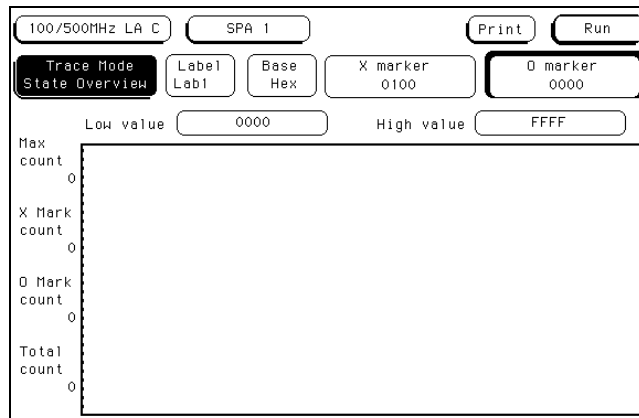 100/500MHz LA C
SPA 1
Print
Run
Trace Mode
State Overview
Label
Lab1
Base
Hex
X marker
0100
O marker
0000
Low value
0000
High value
FFFF
Max
count
0
X Mark
count
0
O Mark
count
0
Total
count
0